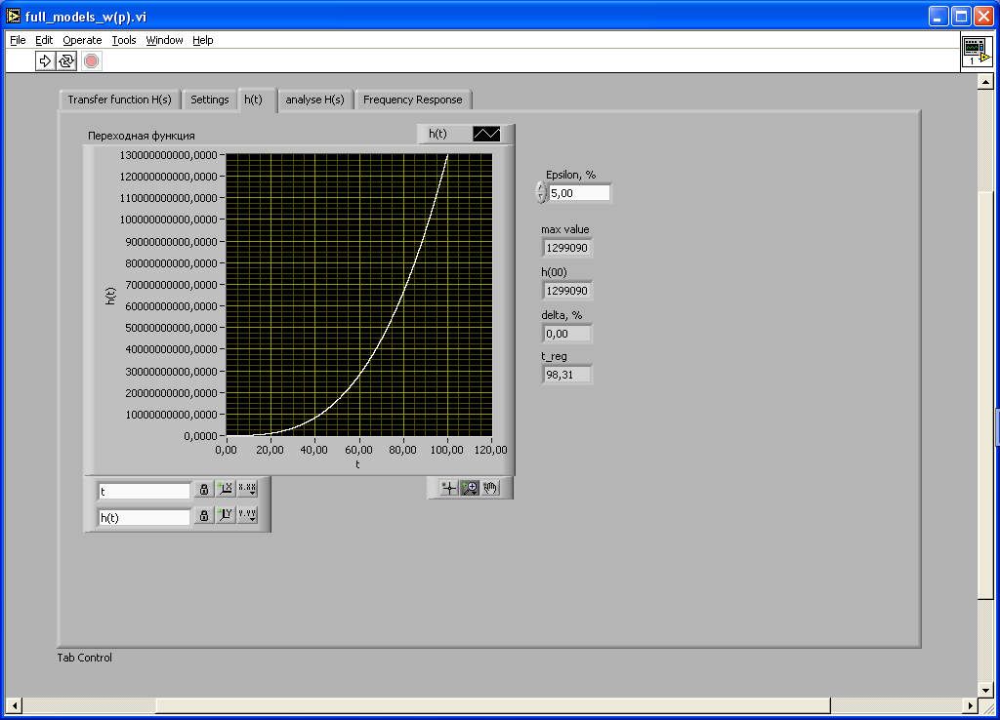 full_models_w(p).vi
File Edit Operate Tools Window Help
1
Transfer function H(s) Settings h(t) analyse H(s) Frequency Response
Переходная функция
h(t)
130000000000,0000
120000000000,0000
110000000000,0000
100000000000,0000
90000000000,0000
80000000000,0000
70000000000,0000
60000000000,0000
50000000000,0000
40000000000,0000
30000000000,0000
20000000000,0000
10000000000,0000
0,0000
h(t)
0,00 20,00 40,00 60,00 80,00 100,00 120,00
t
Epsilon, %
5,00
max value
1299090
h(00)
1299090
delta, %
0,00
t_reg
98,31
t
X.XX
h(t)
Y.YY
Tab Control